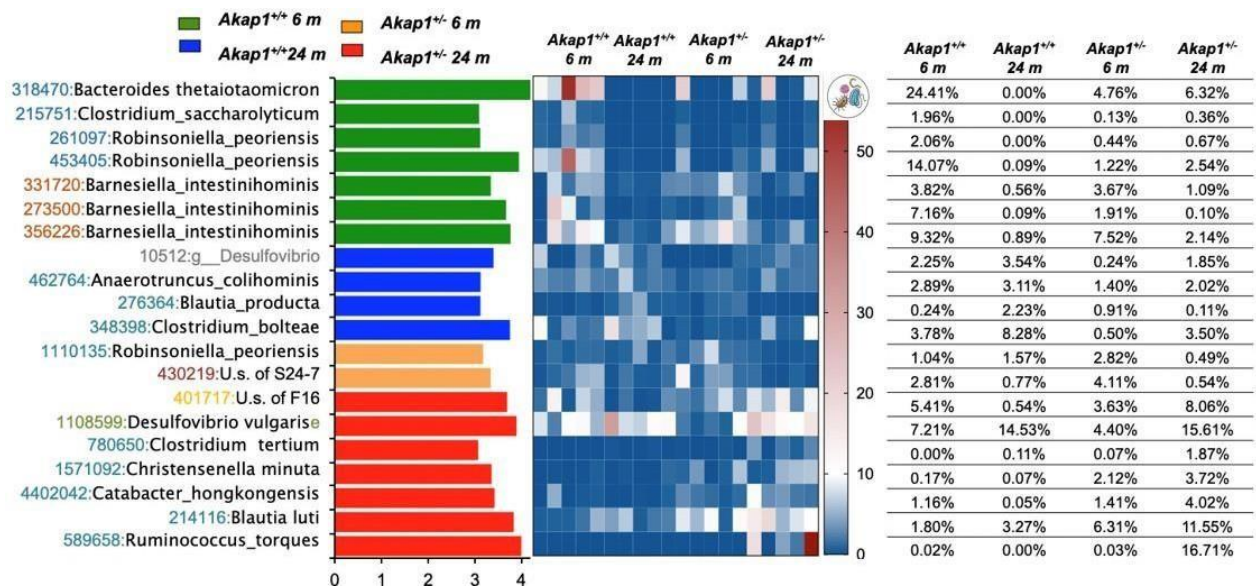 Akap1+/+ 6 m Akap1+/- 6 m
Akap1+/+24 m Akap1+/- 24 m
Akap1+/+ Akap1+/+ Akap1+/- Akap1+/-
6 m 24 m 6 m 24 m
Akap1+/+ Akap1+/+ Akap1+/- Akap1+/-
6 m 24 m 6 m 24 m
318470:Bacteroides thetaiotaomicron 24.41% 0.00% 4.76% 6.32%
215751:Clostridium_saccharolyticum 1.96% 0.00% 0.13% 0.36%
261097:Robinsoniella_peoriensis 2.06% 0.00% 0.44% 0.67%
453405:Robinsoniella_peoriensis 14.07% 0.09% 1.22% 2.54%
331720:Barnesiella_intestinihominis 3.82% 0.56% 3.67% 1.09%
273500:Barnesiella_intestinihominis 7.16% 0.09% 1.91% 0.10%
356226:Barnesiella_intestinihominis 9.32% 0.89% 7.52% 2.14%
10512:g__Desulfovibrio 2.25% 3.54% 0.24% 1.85%
462764:Anaerotruncus_colihominis 2.89% 3.11% 1.40% 2.02%
276364:Blautia_producta 0.24% 2.23% 0.91% 0.11%
348398:Clostridium_bolteae 3.78% 8.28% 0.50% 3.50%
1110135:Robinsoniella_peoriensis 1.04% 1.57% 2.82% 0.49%
430219:U.s. of S24-7 2.81% 0.77% 4.11% 0.54%
401717:U.s. of F16 5.41% 0.54% 3.63% 8.06%
1108599:Desulfovibrio vulgarise 7.21% 14.53% 4.40% 15.61%
780650:Clostridium tertium 0.00% 0.11% 0.07% 1.87%
1571092:Christensenella minuta 0.17% 0.07% 2.12% 3.72%
4402042:Catabacter_hongkongensis 1.16% 0.05% 1.41% 4.02%
214116:Blautia luti 1.80% 3.27% 6.31% 11.55%
589658:Ruminococcus_torques 0.02% 0.00% 0.03% 16.71%
50
40
30
20
10
0
0 1 2 3 4